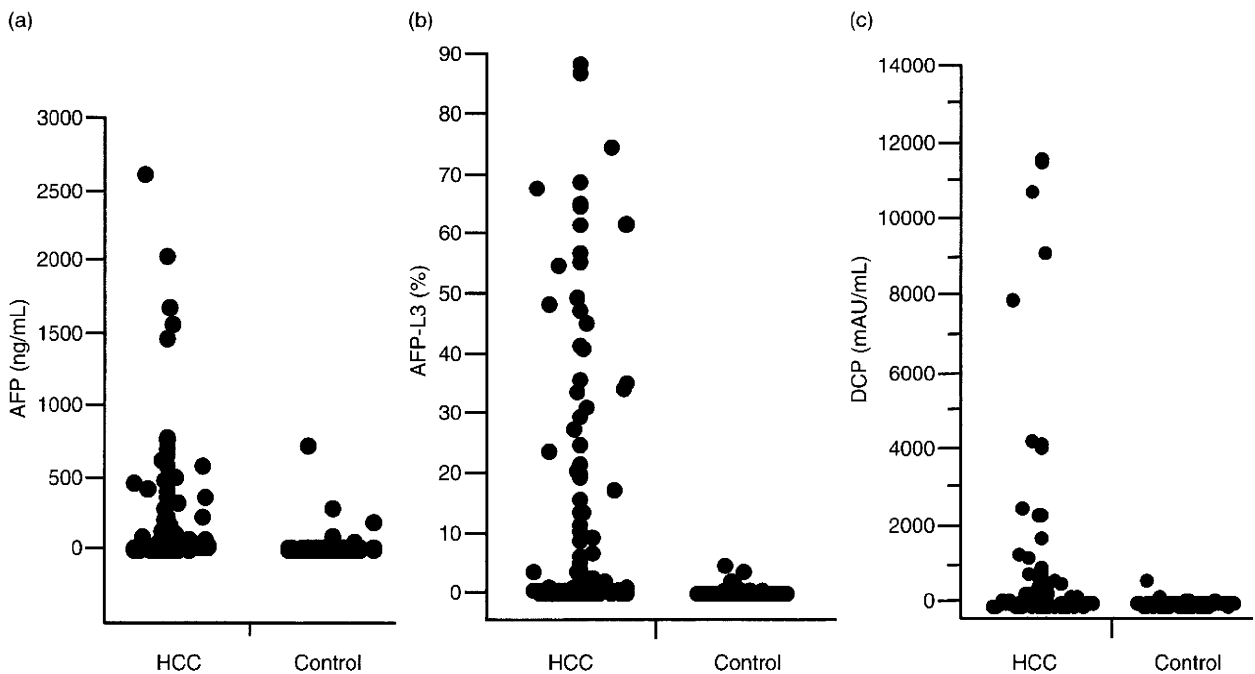 (a)
AFP (ng/mL)
3000
2500
2000
1500
1000
500
0
HCC
Control
(b)
AFP-L3 (%)
90
80
70
60
50
40
30
20
10
0
HCC
Control
(c)
DCP (mAU/mL)
14000
12000
10000
8000
6000
4000
2000
0
HCC
Control